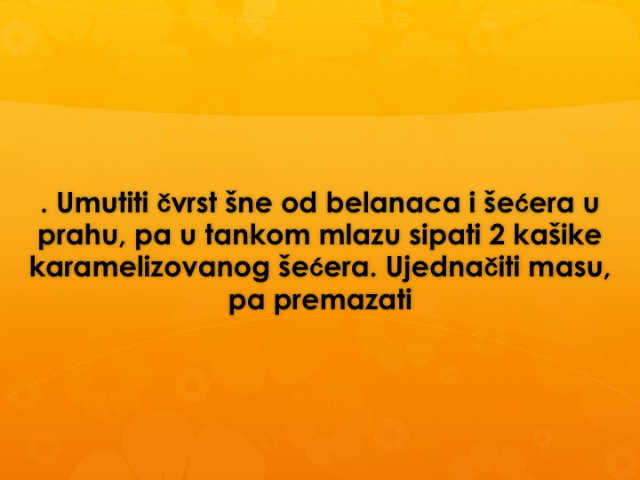 . Umutiti čvrst šne od belanaca i šećera u
prahu, pa u tankom mlazu sipati 2 kašike
karamelizovanog šećera. Ujednačiti masu,
pa premazati